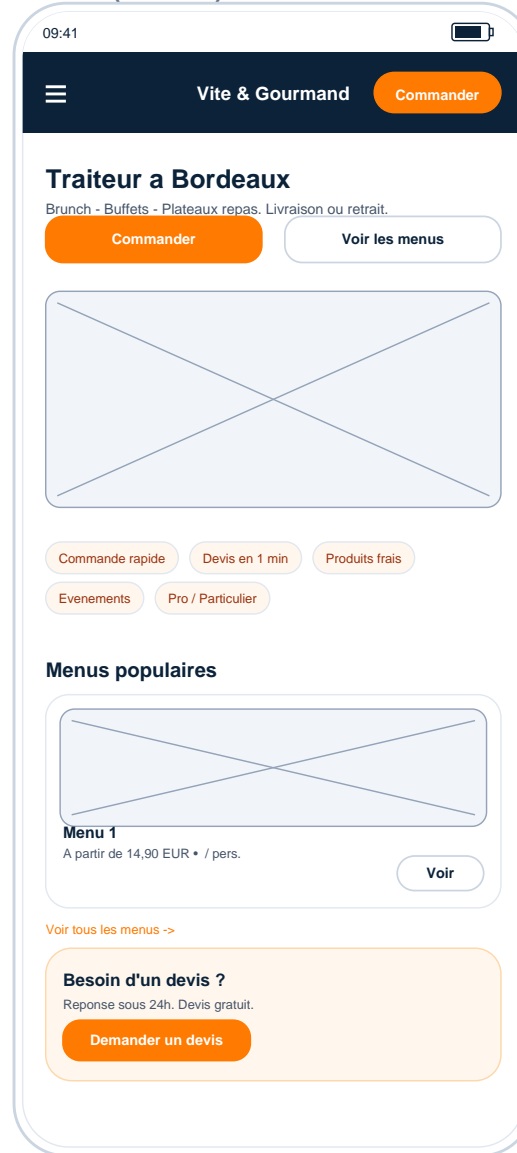 09:41
Vite & Gourmand
Commander
Traiteur a Bordeaux
Brunch - Buffets - Plateaux repas. Livraison ou retrait.
Commander
Voir les menus
Commande rapide
Devis en 1 min
Produits frais
Evenements
Pro / Particulier
Menus populaires
Menu 1
A partir de 14,90 EUR • / pers.
Voir
Voir tous les menus ->
Besoin d'un devis ?
Reponse sous 24h. Devis gratuit.
Demander un devis